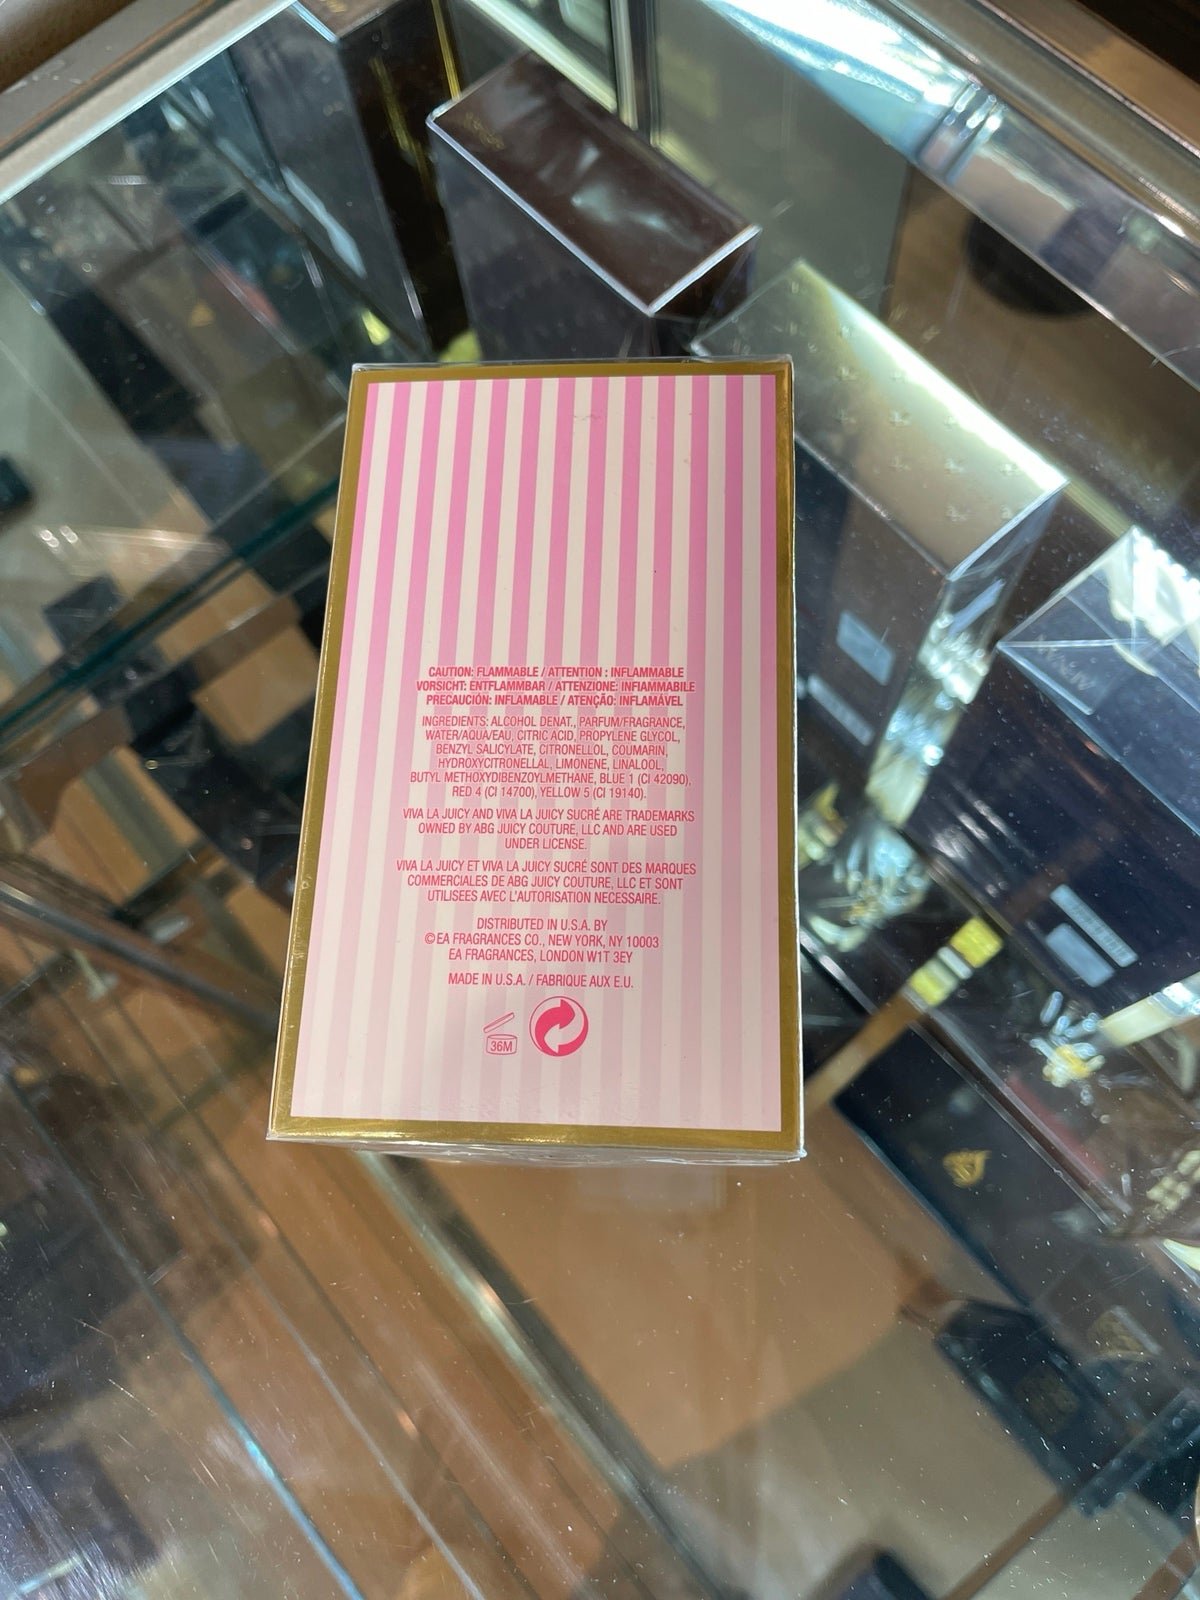 CAUTION: FLAMMABLE / ATTENTION : INFLAMMABLE
VORSICHT: ENTFLAMMBAR / ATTENZIONE: INFIAMMABILE
PRECAUCIÓN: INFLAMABLE / ATENÇÃO: INFLAMÁVEL
INGREDIENTS: ALCOHOL DENAT., PARFUM/FRAGRANCE,
WATER/AQUA/EAU, CITRIC ACID, PROPYLENE GLYCOL,
BENZYL SALICYLATE, CITRONELLOL, COUMARIN,
HYDROXYCITRONELLAL, LIMONENE, LINALOOL,
BUTYL METHOXYDIBENZOYLMETHANE, BLUE 1 (CI 42090),
RED 4 (CI 14700), YELLOW 5 (CI 19140).
VIVA LA JUICY AND VIVA LA JUICY SUCRÉ ARE TRADEMARKS
OWNED BY ABG JUICY COUTURE, LLC AND ARE USED
UNDER LICENSE.
VIVA LA JUICY ET VIVA LA JUICY SUCRÉ SONT DES MARQUES
COMMERCIALES DE ABG JUICY COUTURE, LLC ET SONT
UTILISEES AVEC L'AUTORISATION NECESSAIRE.
DISTRIBUTED IN U.S.A. BY
©EA FRAGRANCES CO., NEW YORK, NY 10003
EA FRAGRANCES, LONDON W1T 3EY
MADE IN U.S.A. / FABRIQUE AUX E.U.
36M